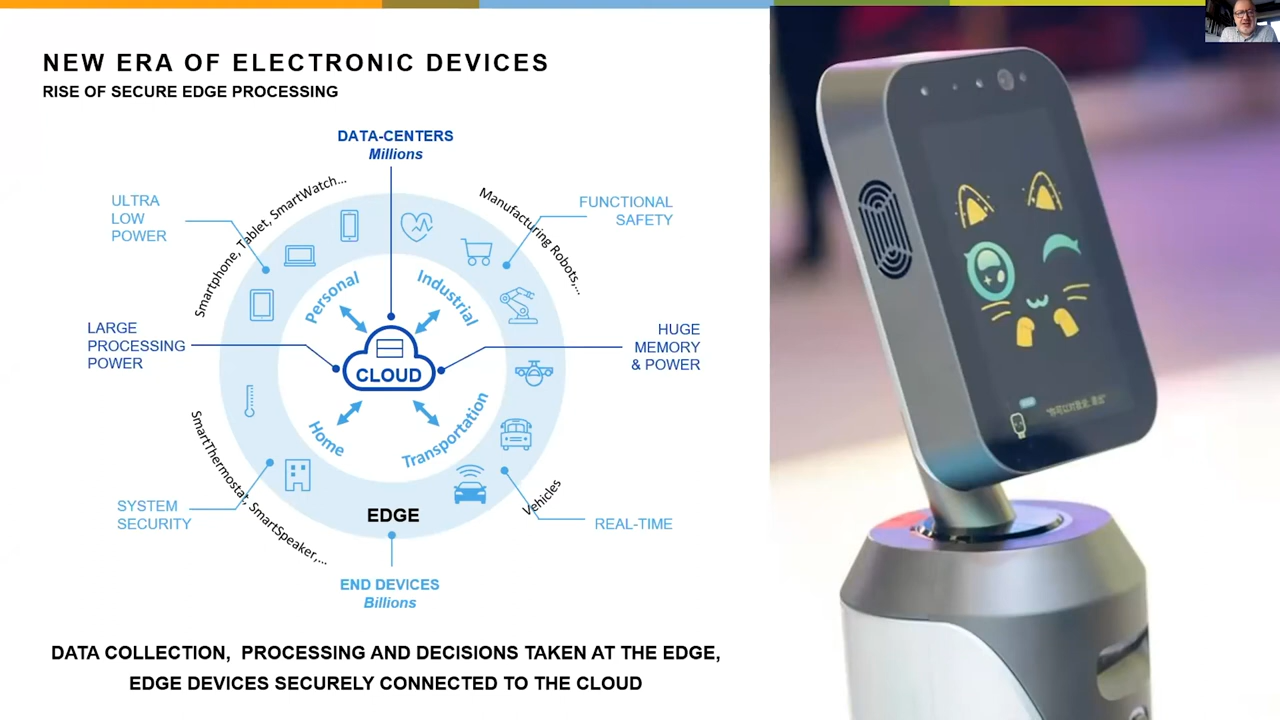 NEW ERA OF ELECTRONIC DEVICES
RISE OF SECURE EDGE PROCESSING
DATA-CENTERS
Millions
Smartphone, Tablet, SmartWatch...
Manufacturing Robots,...
ULTRA
LOW
POWER
FUNCTIONAL
SAFETY
Personal
Industrial
LARGE
PROCESSING
POWER
CLOUD
HUGE
MEMORY
& POWER
Home
Transportation
SmartThermostat, SmartSpeaker,...
Vehicles
SYSTEM
SECURITY
EDGE
REAL-TIME
END DEVICES
Billions
DATA COLLECTION, PROCESSING AND DECISIONS TAKEN AT THE EDGE,
EDGE DEVICES SECURELY CONNECTED TO THE CLOUD